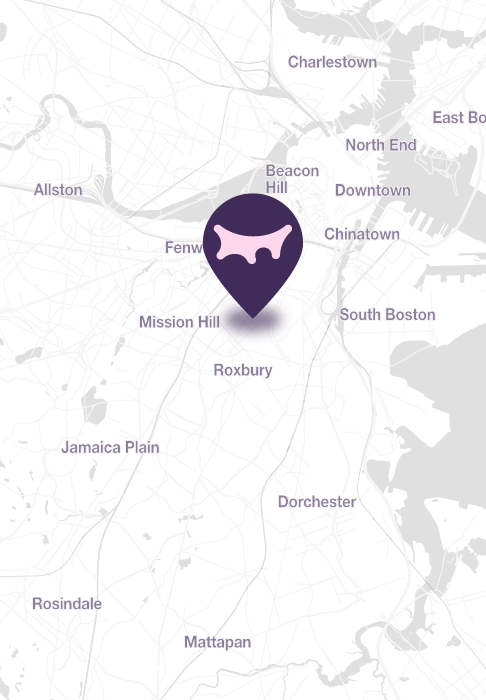 Charlestown
East Bo
North End
Beacon
Hill
Allston
Downtown
Chinatown
Fenw
South Boston
Mission Hill
Roxbury
Jamaica Plain
Dorchester
Rosindale
Mattapan